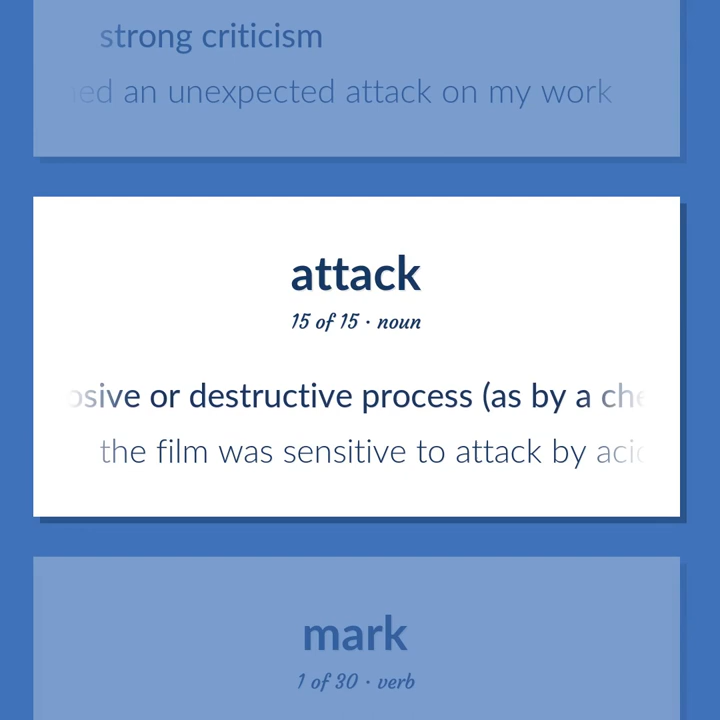 strong criticism
an unexpected attack on my work
attack
15 of 15 · noun
or destructive process (as by a
the film was sensitive to attack by
mark
1 of 30 · verb